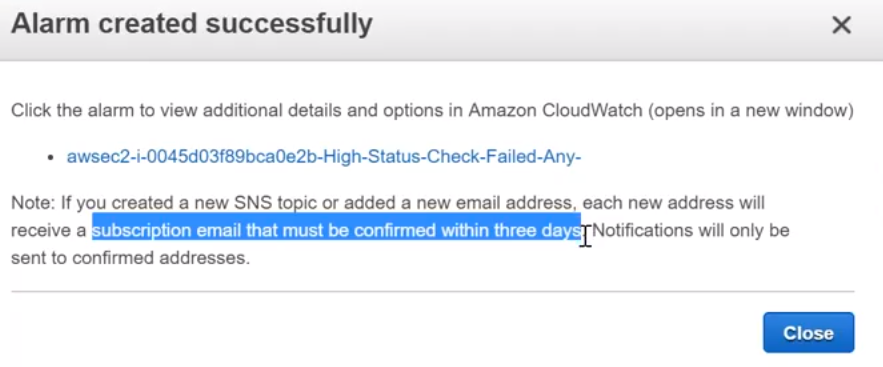 Alarm created successfully
Click the alarm to view additional details and options in Amazon CloudWatch (opens in a new window)
awsec2-i-0045d03f89bca0e2b-High-Status-Check-Failed-Any-
Note: If you created a new SNS topic or added a new email address, each new address will
receive a subscription email that must be confirmed within three days. Notifications will only be
sent to confirmed addresses.
Close